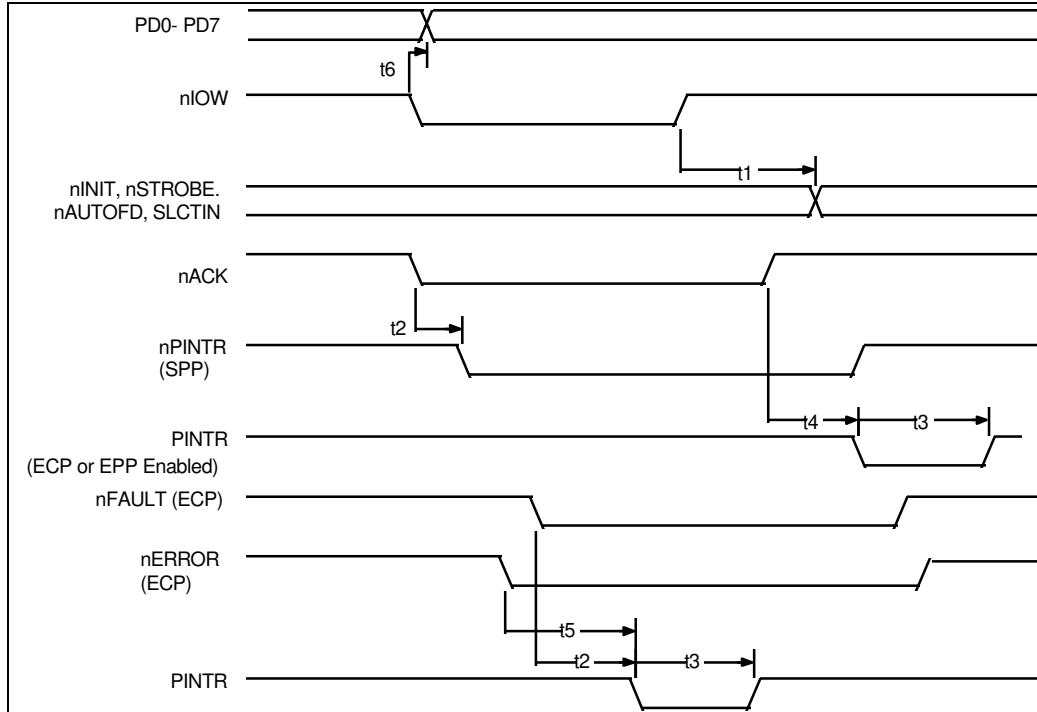 PD0- PD7
t6
nIOW
t1
nINIT, nSTROBE.
nAUTOFD, SLCTIN
nACK
t2
nPINTR
(SPP)
t4
t3
PINTR
(ECP or EPP Enabled)
nFAULT (ECP)
nERROR
(ECP)
t5
t2
t3
PINTR